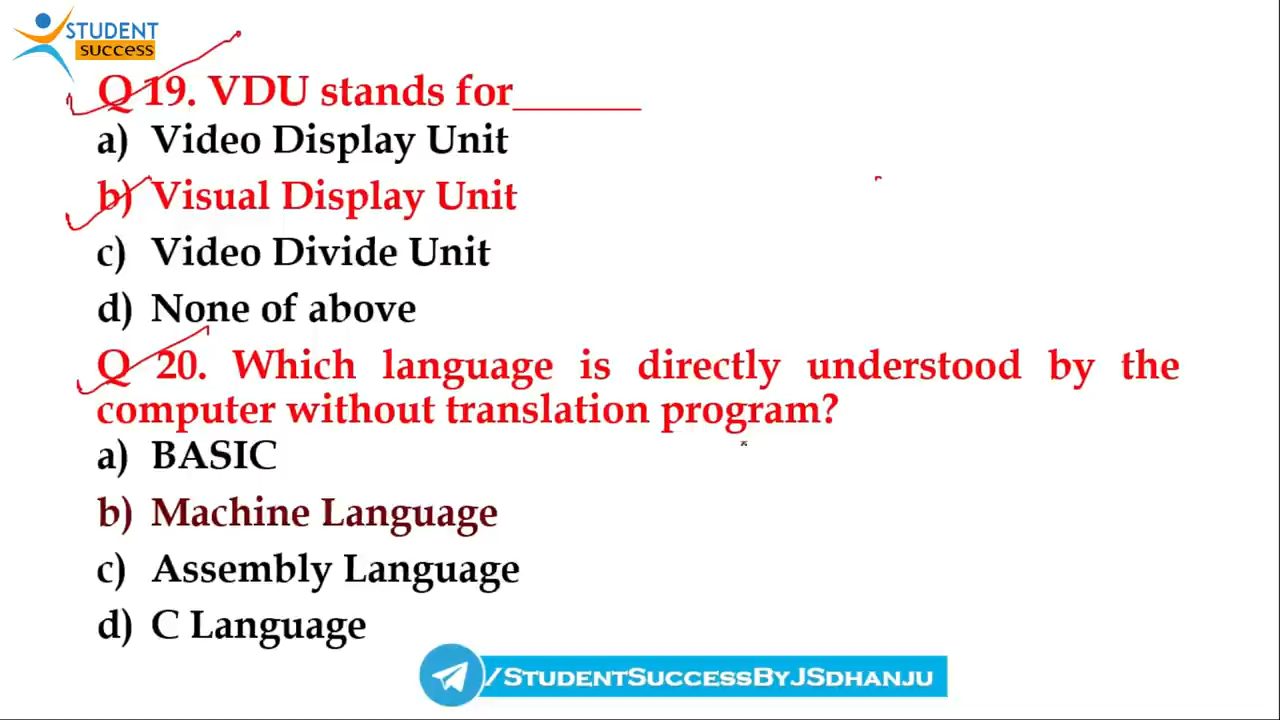 STUDENT
success
Q 19. VDU stands for______
a) Video Display Unit
b) Visual Display Unit
c) Video Divide Unit
d) None of above
Q 20. Which language is directly understood by the
computer without translation program?
a) BASIC
b) Machine Language
c) Assembly Language
d) C Language
/StudentSuccessByJSdhanju